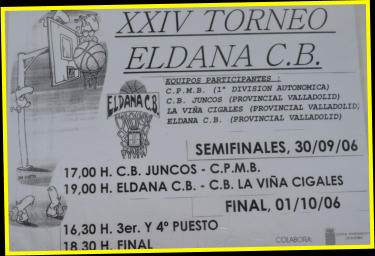 XXIV TORNEO
ELDANA C.B.
EQUIPOS PARTICIPANTES :
C.P.M.B. (1ª DIVISION AUTONOMICA)
C.B. JUNCOS (PROVINCIAL VALLADOLID)
LA VIÑA CIGALES (PROVINCIAL VALLADOLID)
ELDANA C.B. (PROVINCIAL VALLADOLID)
ELDANA C.B.
SEMIFINALES, 30/09/06
17,00 H. C.B. JUNCOS - C.P.M.B.
19,00 H. ELDANA C.B. - C.B. LA VIÑA CIGALES
FINAL, 01/10/06
16,30 H. 3er. Y 4º PUESTO
18,30 H. FINAL
COLABORA: